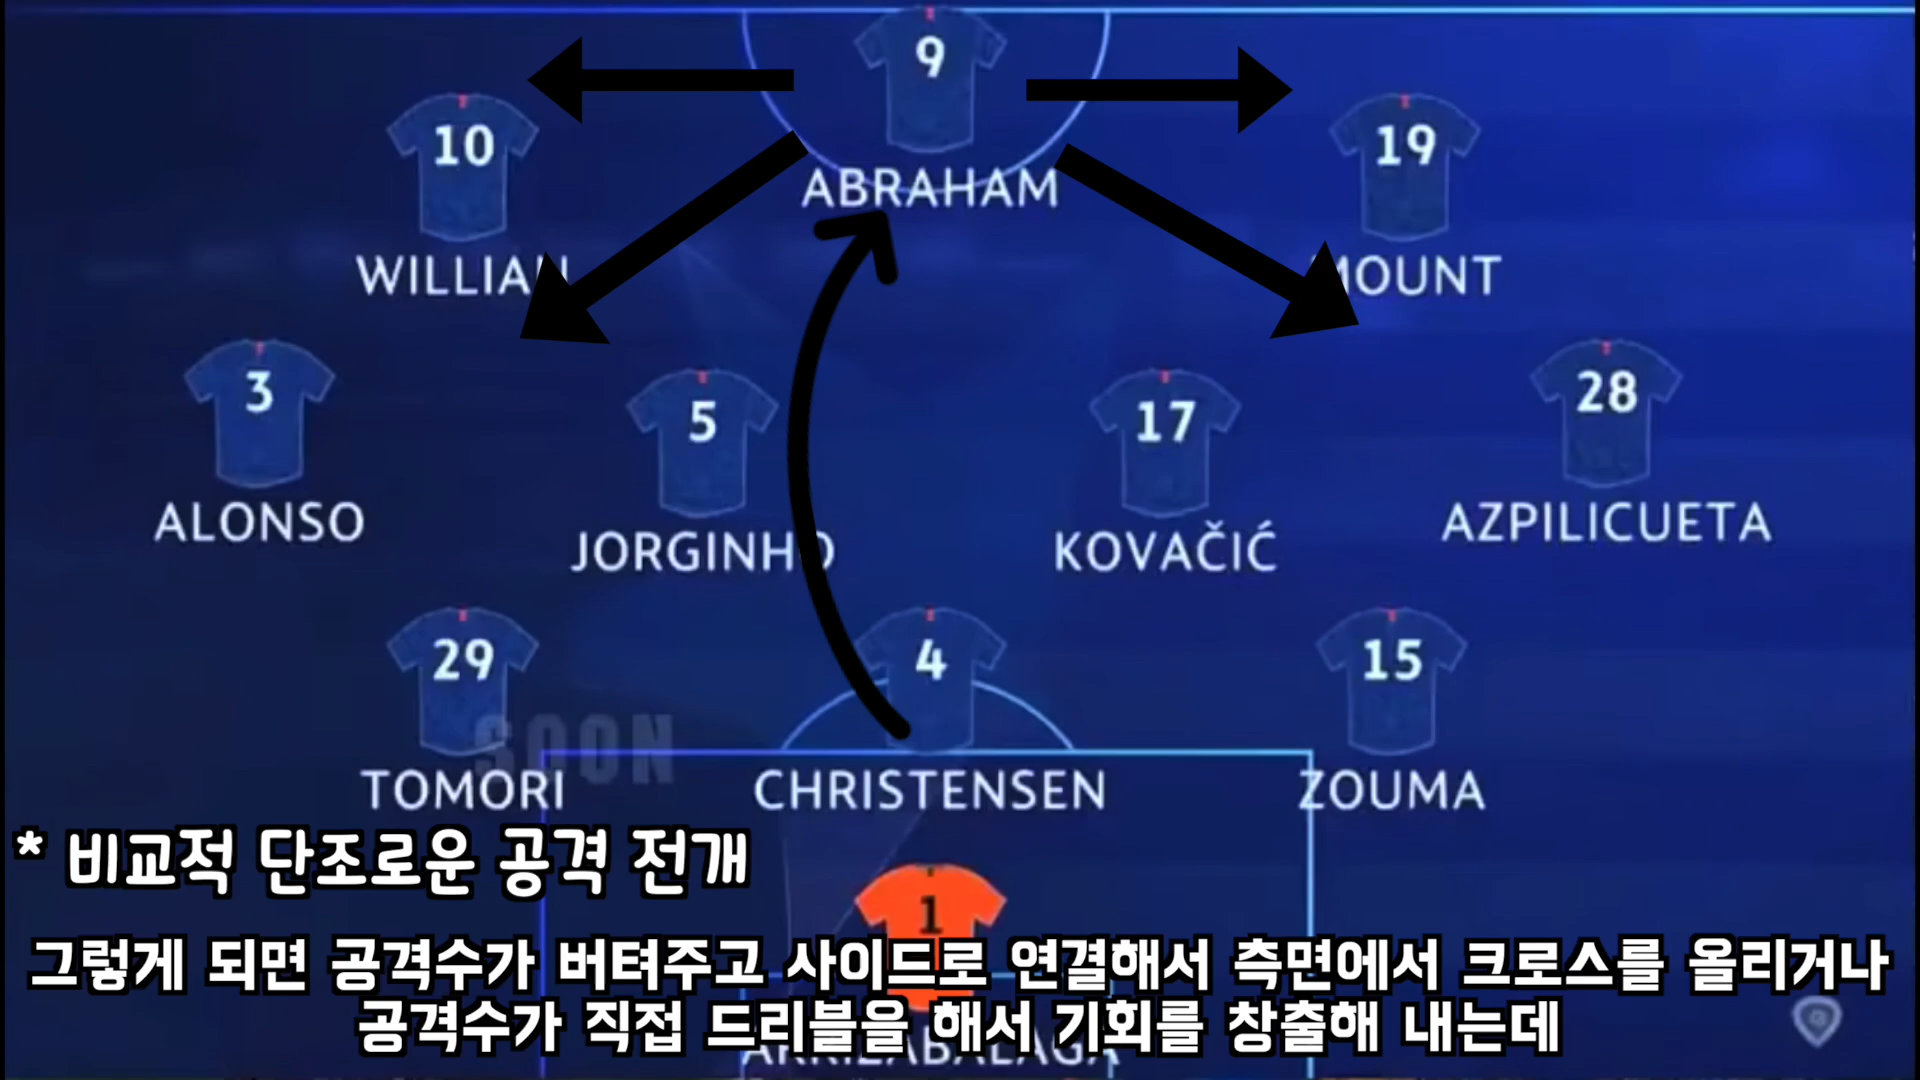 9
10
19
ABRAHAM
WILLIAN
MOUNT
3
5
17
28
ALONSO
JORGINHO
KOVAČIĆ
AZPILICUETA
29
4
15
SOON
TOMORI
CHRISTENSEN
ZOUMA
* 비교적 단조로운 공격 전개
1
그렇게 되면 공격수가 버텨주고 사이드로 연결해서 측면에서 크로스를 올리거나
공격수가 직접 드리블을 해서 기회를 창출해 내는데
ARRIZABALAGA